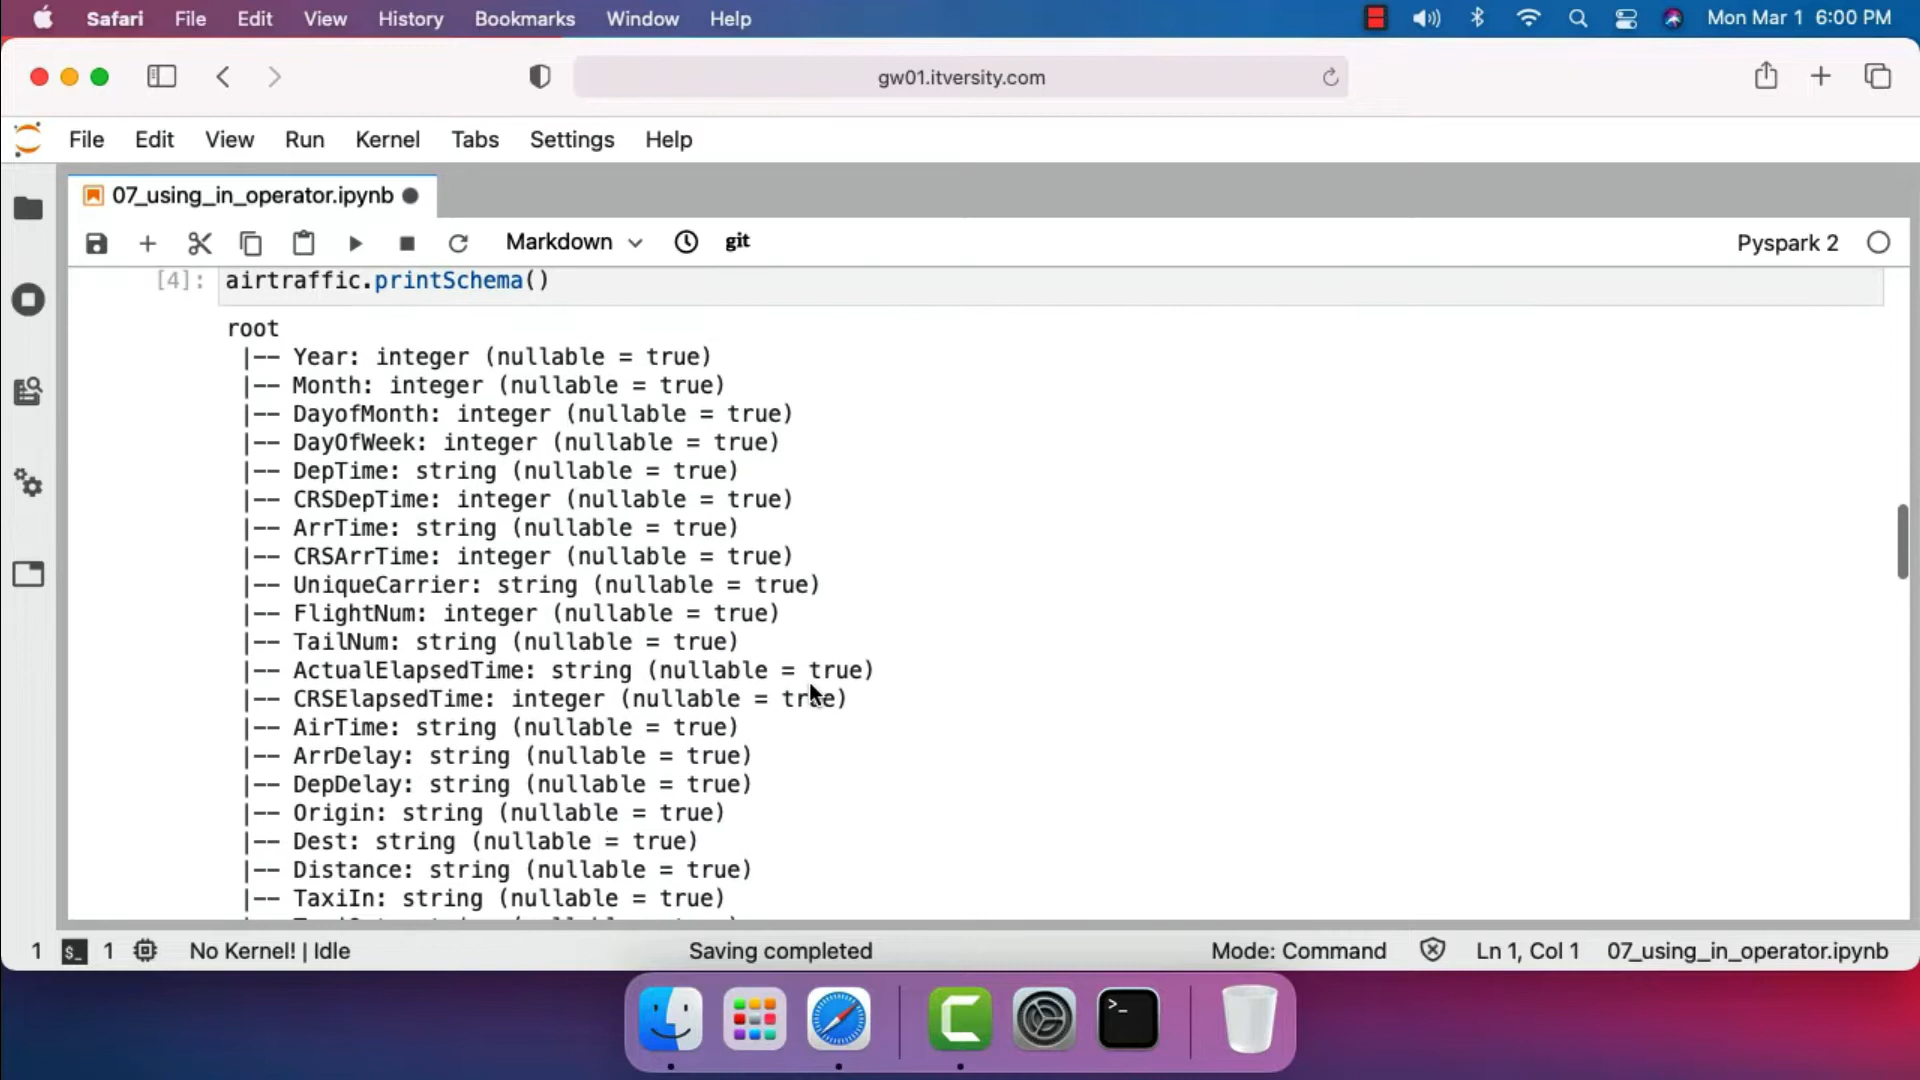 Safari File Edit View History Bookmarks Window Help Mon Mar 1 6:00 PM
gw01.itversity.com
File Edit View Run Kernel Tabs Settings Help
07_using_in_operator.ipynb
Markdown git Pyspark 2
[4]: airtraffic.printSchema()
root
|-- Year: integer (nullable = true)
|-- Month: integer (nullable = true)
|-- DayofMonth: integer (nullable = true)
|-- DayOfWeek: integer (nullable = true)
|-- DepTime: string (nullable = true)
|-- CRSDepTime: integer (nullable = true)
|-- ArrTime: string (nullable = true)
|-- CRSArrTime: integer (nullable = true)
|-- UniqueCarrier: string (nullable = true)
|-- FlightNum: integer (nullable = true)
|-- TailNum: string (nullable = true)
|-- ActualElapsedTime: string (nullable = true)
|-- CRSElapsedTime: integer (nullable = true)
|-- AirTime: string (nullable = true)
|-- ArrDelay: string (nullable = true)
|-- DepDelay: string (nullable = true)
|-- Origin: string (nullable = true)
|-- Dest: string (nullable = true)
|-- Distance: string (nullable = true)
|-- TaxiIn: string (nullable = true)
1 $_ 1 No Kernel! | Idle Saving completed Mode: Command Ln 1, Col 1 07_using_in_operator.ipynb
>_